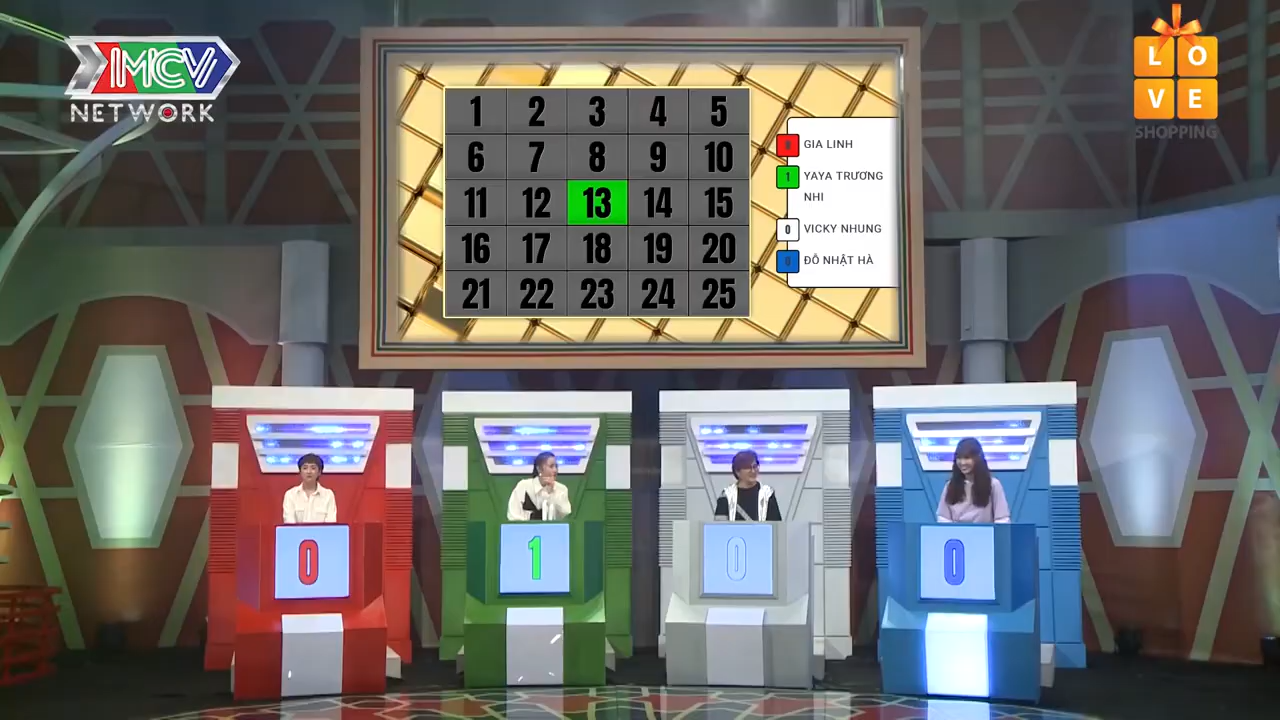 MCV
NETWORK
L O
V E
SHOPPING
1 2 3 4 5
6 7 8 9 10
11 12 13 14 15
16 17 18 19 20
21 22 23 24 25
0 GIA LINH
1 YAYA TRƯƠNG
NHI
0 VICKY NHUNG
0 ĐỖ NHẬT HÀ
0 1 0 0